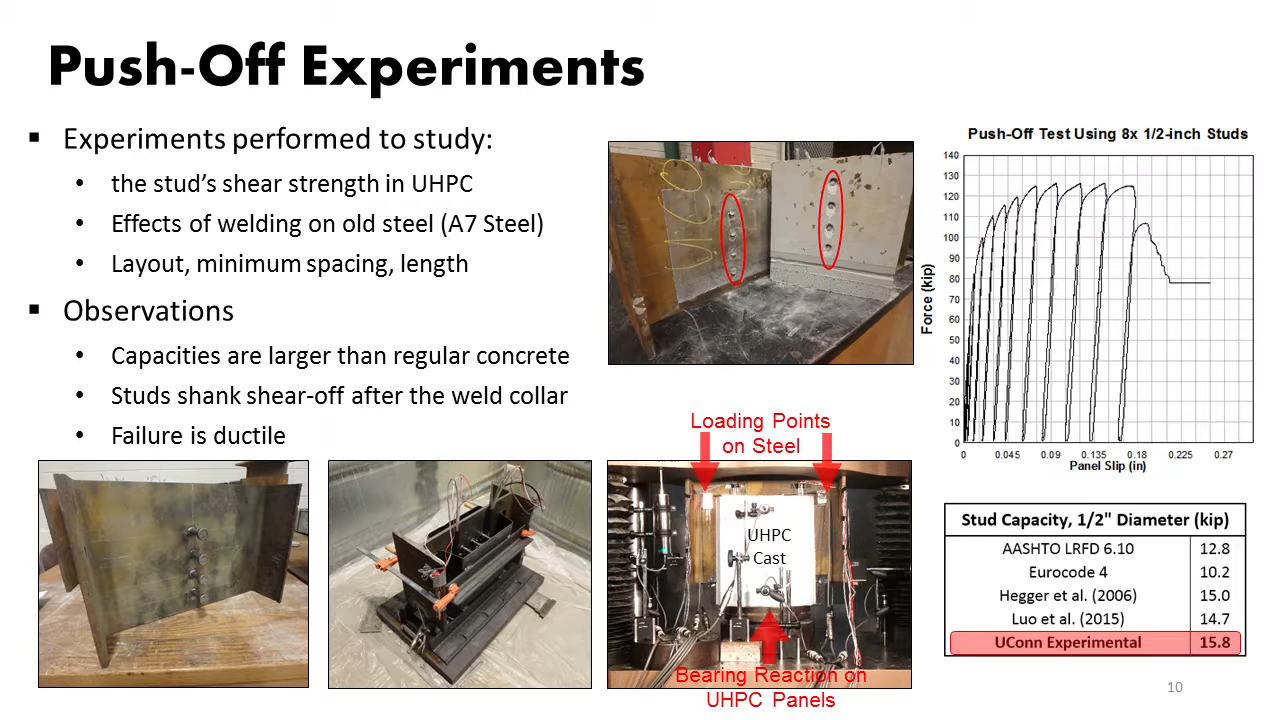 Push-Off Experiments
▪ Experiments performed to study:
• the stud's shear strength in UHPC
• Effects of welding on old steel (A7 Steel)
• Layout, minimum spacing, length
▪ Observations
• Capacities are larger than regular concrete
• Studs shank shear-off after the weld collar
• Failure is ductile
Loading Points
on Steel
UHPC
Cast
Bearing Reaction on
UHPC Panels
Push-Off Test Using 8x 1/2-inch Studs
Force (kip)
140
130
120
110
100
90
80
70
60
50
40
30
20
10
0
0 0.045 0.09 0.135 0.18 0.225 0.27
Panel Slip (in)
Stud Capacity, 1/2" Diameter (kip)
AASHTO LRFD 6.10 12.8
Eurocode 4 10.2
Hegger et al. (2006) 15.0
Luo et al. (2015) 14.7
UConn Experimental 15.8
10